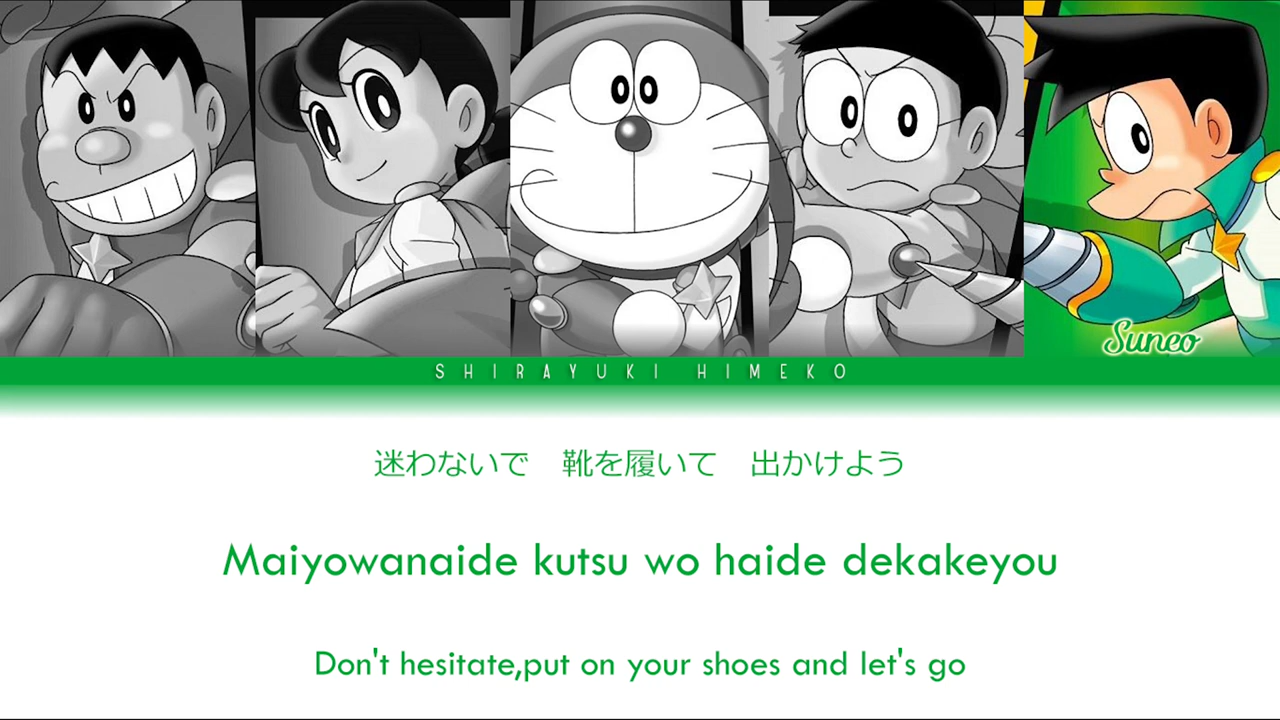 Suneo
SHIRAYUKI HIMEKO
迷わないで　靴を履いて　出かけよう
Maiyowanaide kutsu wo haide dekakeyou
Don't hesitate,put on your shoes and let's go